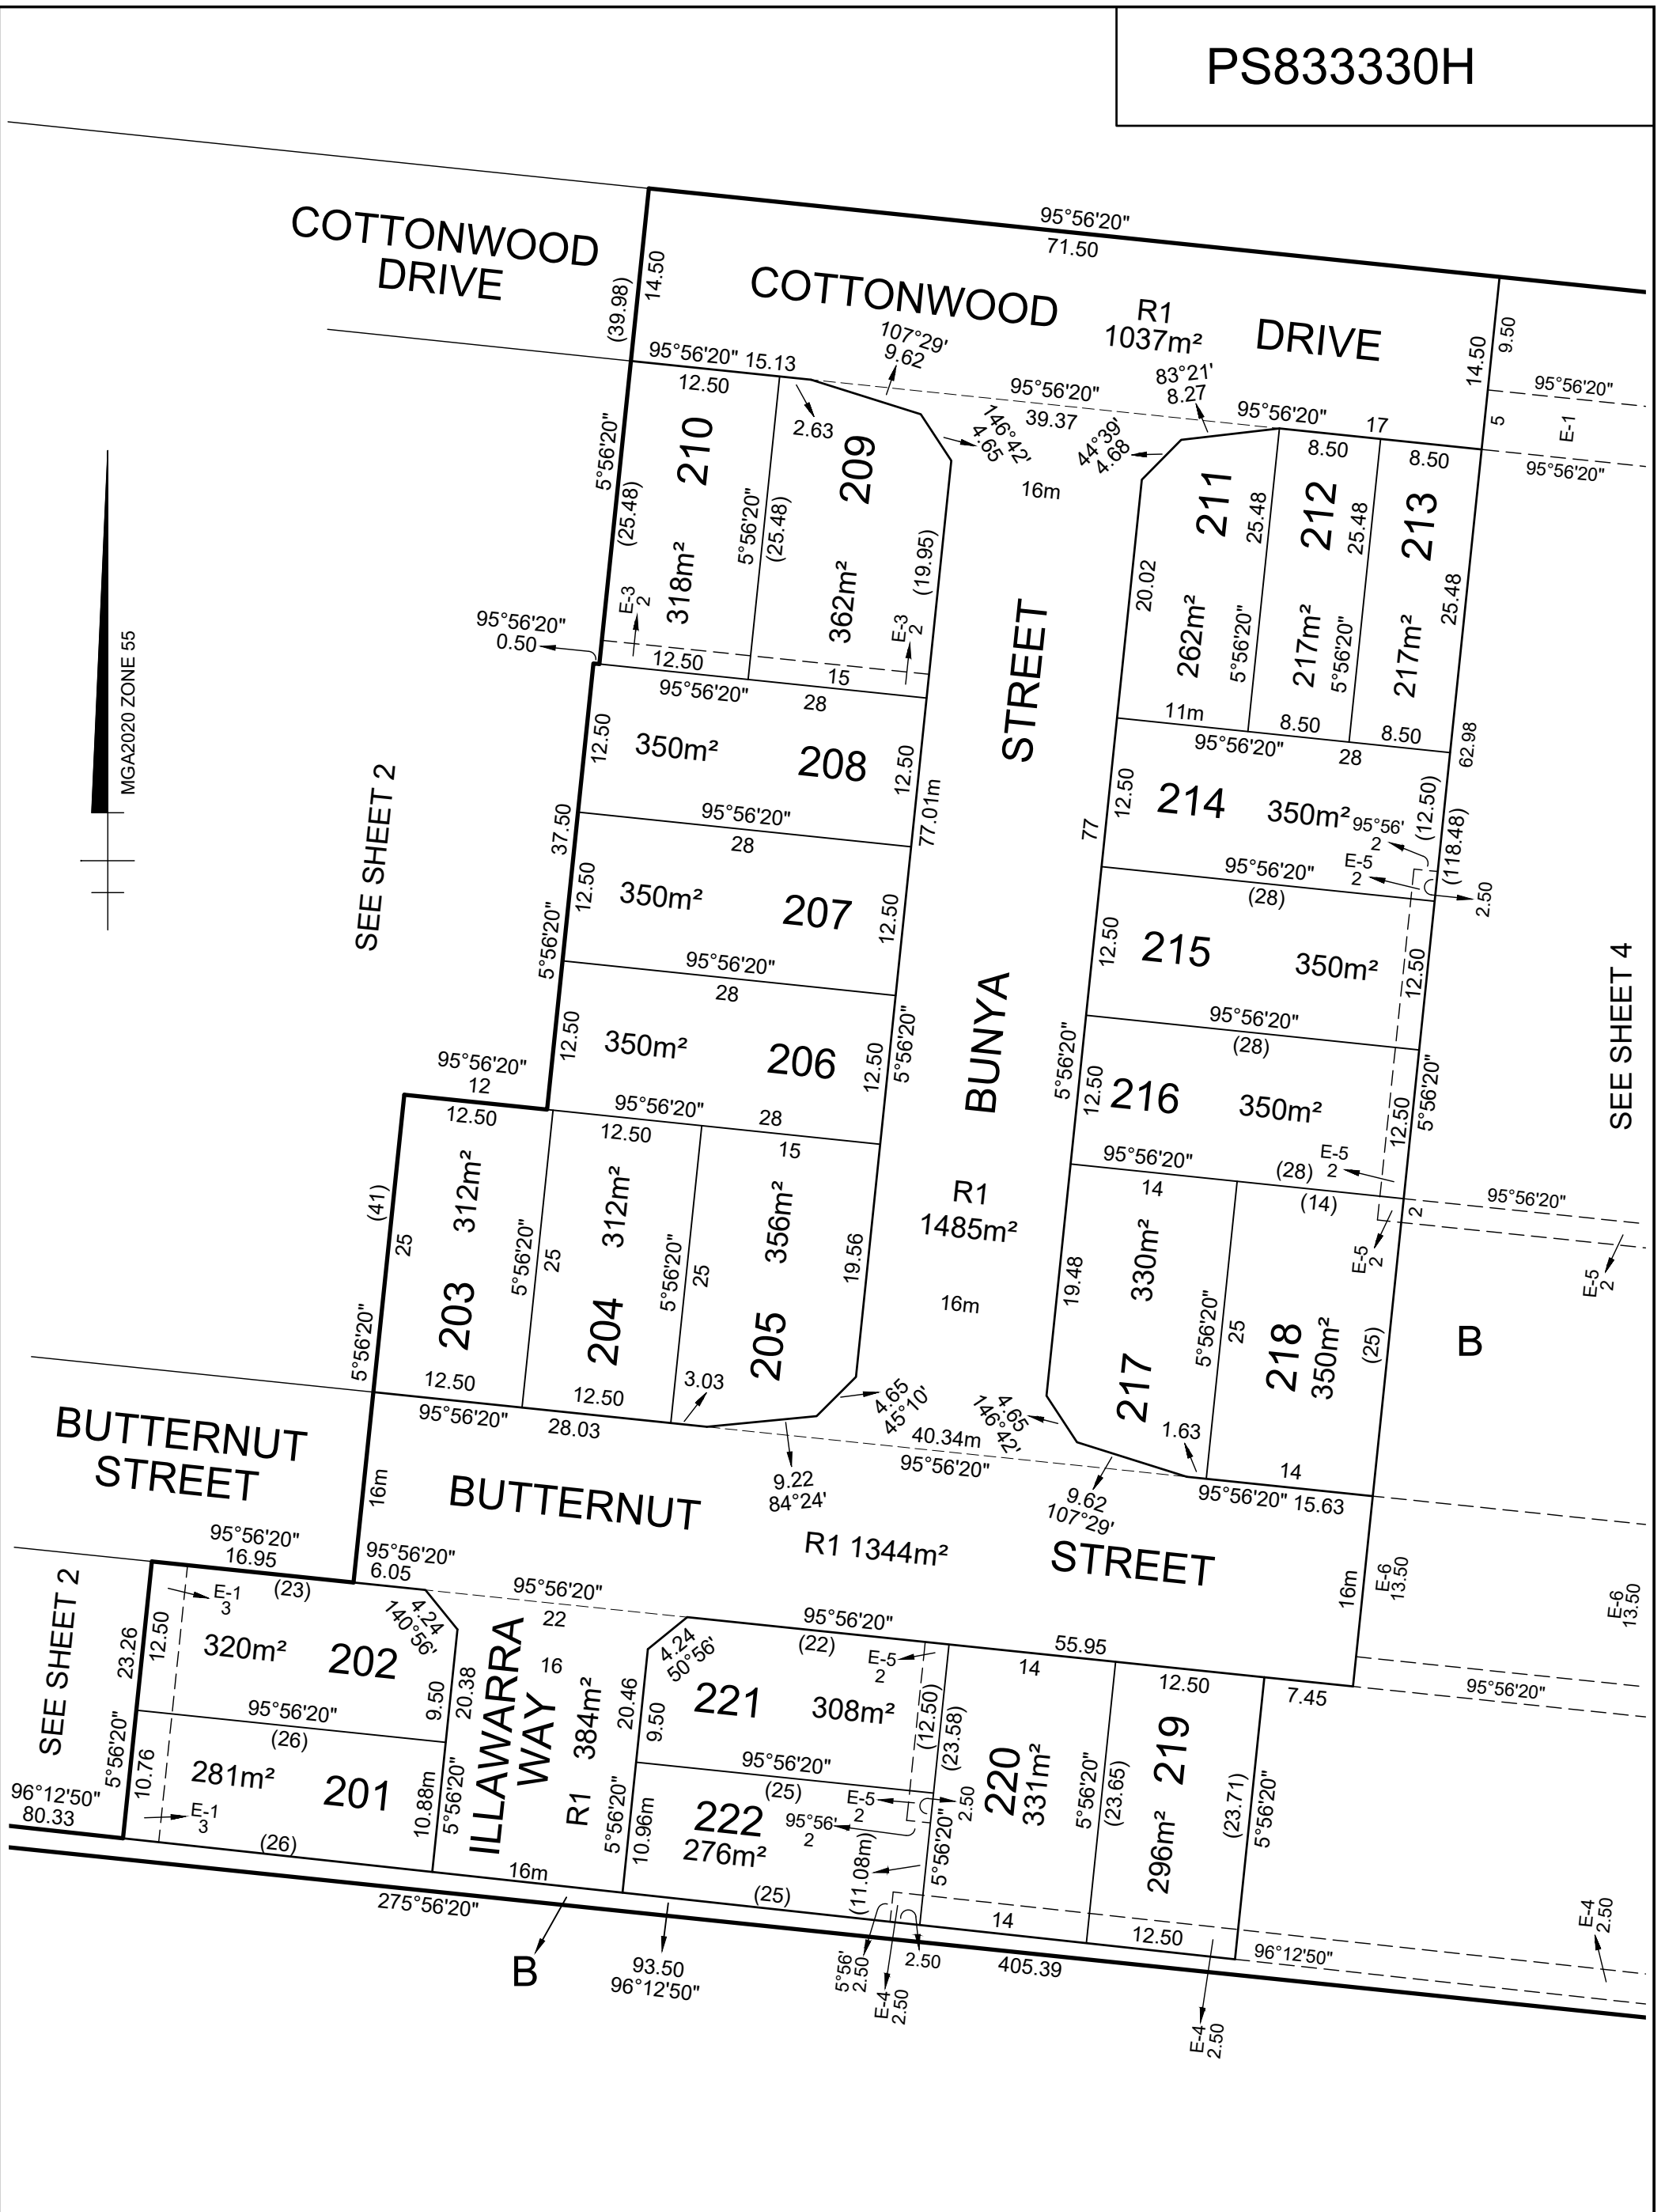 PS833330H
95°56'20"
71.50
COTTONWOOD
DRIVE
(39.98)
14.50
COTTONWOOD DRIVE
R1
1037m²
14.50
9.50
95°56'20"
5
E-1
95°56'20"
95°56'20" 15.13
12.50
107°29'
9.62
2.63
146°42'
4.65
95°56'20"
39.37
83°21'
8.27
44°39'
4.68
95°56'20"
17
8.50
8.50
16m
5°56'20"
(25.48)
210
318m²
E-3
2
5°56'20"
(25.48)
209
362m²
(19.95)
E-3
2
211
262m²
20.02
25.48
5°56'20"
212
217m²
25.48
5°56'20"
213
217m²
25.48
MGA2020 ZONE 55
95°56'20"
0.50
12.50
15
95°56'20"
28
11m
8.50
8.50
95°56'20"
28
62.98
12.50
350m²
208
12.50
77.01m
STREET
12.50
214
350m²
95°56'
2
(12.50)
(118.48)
E-5
2
2.50
SEE SHEET 2
37.50
95°56'20"
28
77
95°56'20"
(28)
12.50
350m²
207
12.50
12.50
215
350m²
12.50
SEE SHEET 4
5°56'20"
95°56'20"
28
95°56'20"
(28)
12.50
350m²
206
12.50
5°56'20"
BUNYA
5°56'20"
12.50
216
350m²
12.50
5°56'20"
95°56'20"
12
12.50
95°56'20"
28
12.50
15
95°56'20"
(28)
E-5
2
14
(14)
95°56'20"
2
E-5
2
E-5
2
(41)
25
5°56'20"
203
312m²
5°56'20"
25
204
312m²
5°56'20"
25
205
356m²
19.56
R1
1485m²
16m
19.48
217
330m²
5°56'20"
25
218
350m²
(25)
B
12.50
12.50
3.03
95°56'20"
28.03
4.65
45°10'
9.22
84°24'
40.34m
95°56'20"
4.65
146°42'
1.63
9.62
107°29'
14
95°56'20" 15.63
BUTTERNUT
STREET
16m
BUTTERNUT STREET
R1 1344m²
16m
E-6
13.50
E-6
13.50
95°56'20"
95°56'20"
16.95
(23)
95°56'20"
6.05
4.24
140°56'
95°56'20"
22
16
95°56'20"
(22)
55.95
4.24
50°56'
E-5
2
14
12.50
7.45
SEE SHEET 2
23.26
12.50
E-1
3
320m²
202
9.50
20.38
95°56'20"
(26)
5°56'20"
10.76
281m²
201
E-1
3
(26)
10.88m
5°56'20"
ILLAWARRA
WAY
R1
384m²
20.46
9.50
221
308m²
(12.50)
(23.58)
95°56'20"
(25)
5°56'20"
10.96m
222
276m²
E-5
2
95°56'
2
2.50
5°56'20"
(11.08m)
(25)
220
331m²
5°56'20"
(23.65)
219
296m²
(23.71)
5°56'20"
96°12'50"
80.33
16m
275°56'20"
B
93.50
96°12'50"
5°56'
2.50
E-4
2.50
2.50
14
12.50
405.39
96°12'50"
E-4
2.50
E-4
2.50